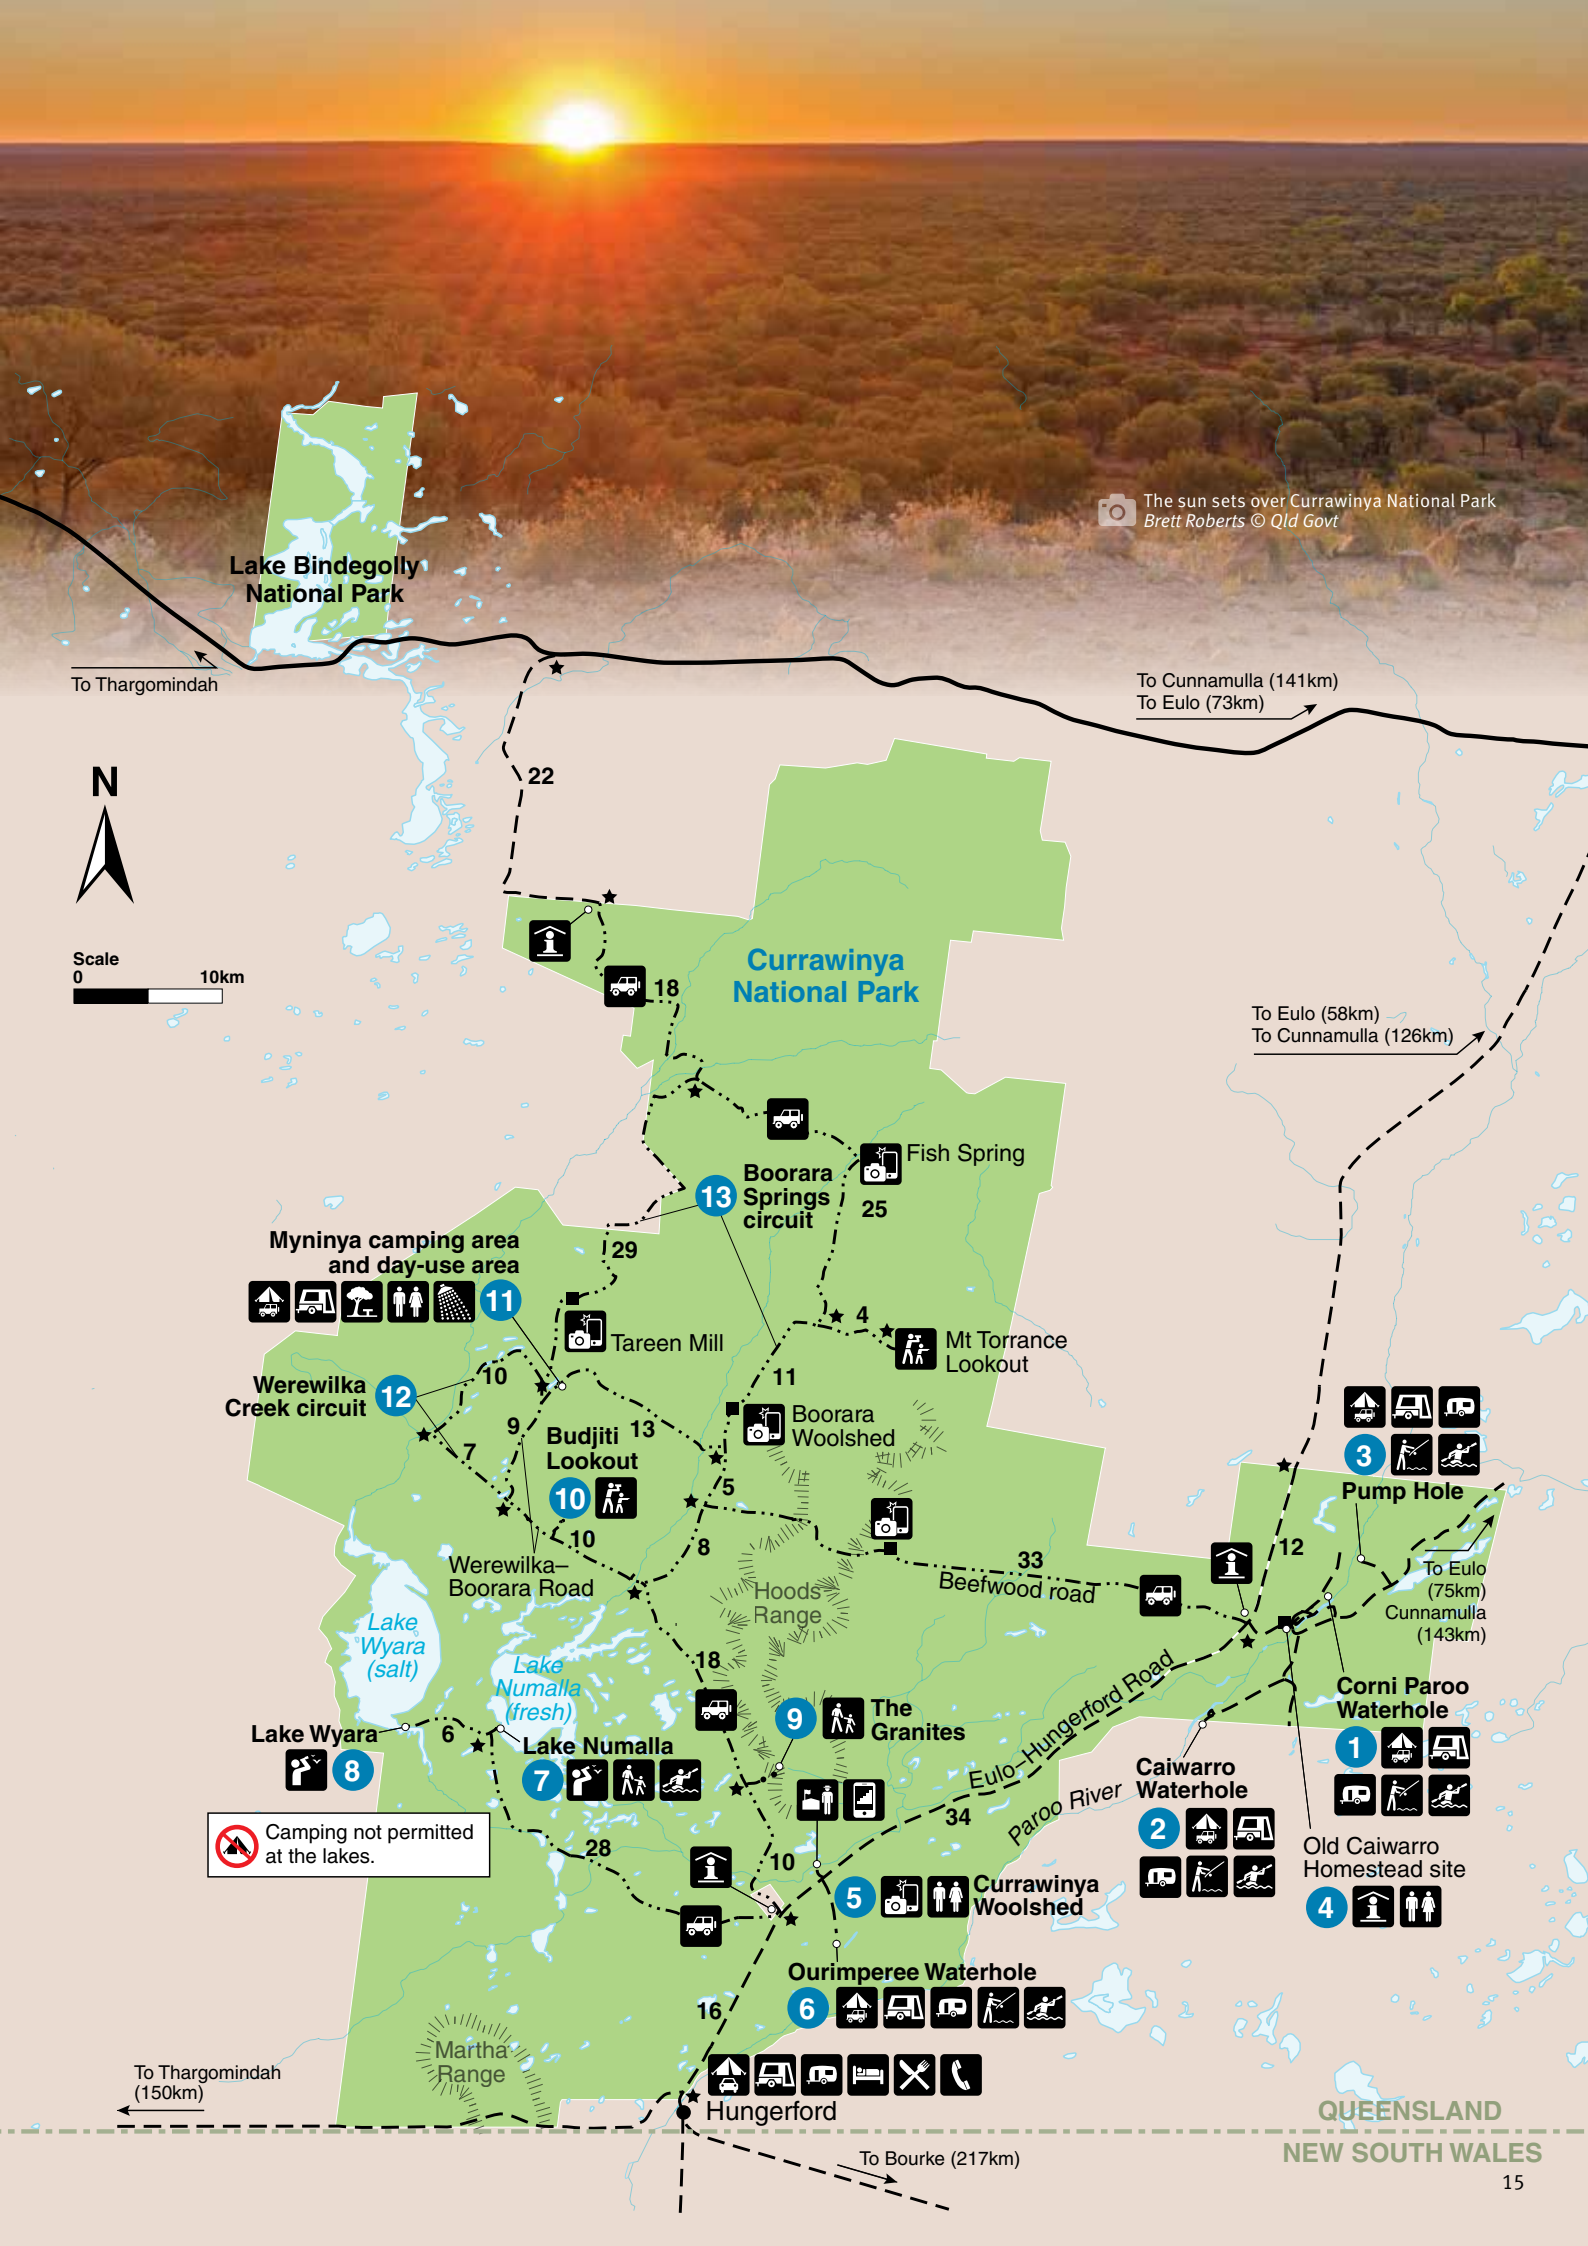 The sun sets over Currawinya National Park
Brett Roberts © Qld Govt
Lake Bindegolly
National Park
To Thargomindah
To Cunnamulla (141km)
To Eulo (73km)
N
22
Scale
0 10km
Currawinya
National Park
18
To Eulo (58km)
To Cunnamulla (126km)
Fish Spring
13
Boorara
Springs
circuit
25
29
Myninya camping area
and day-use area
11
4
Tareen Mill
Mt Torrance
Lookout
11
10
Werewilka
Creek circuit
12
9
13
Boorara
Woolshed
Budjiti
Lookout
10
7
5
3
Pump Hole
10
8
12
Werewilka–
Boorara Road
33
Beefwood road
Hoods
Range
To Eulo
(75km)
Cunnamulla
(143km)
Lake
Wyara
(salt)
Lake
Numalla
(fresh)
18
Corni Paroo
Waterhole
1
9
The
Granites
Lake Wyara
8
6
Lake Numalla
7
Eulo–Hungerford Road
Paroo River
34
Caiwarro
Waterhole
2
Camping not permitted
at the lakes.
28
10
Old Caiwarro
Homestead site
4
5
Currawinya
Woolshed
Ourimperee Waterhole
6
16
Martha
Range
To Thargomindah
(150km)
Hungerford
QUEENSLAND
NEW SOUTH WALES
To Bourke (217km)
15